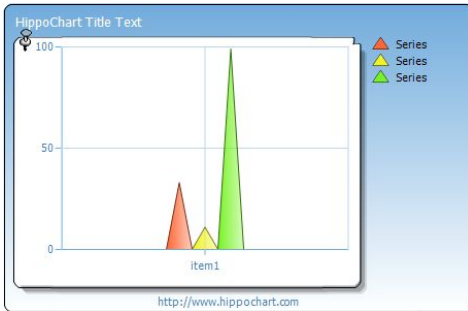 HippoChart Title Text
100
50
0
item1
Series
Series
Series
http://www.hippochart.com